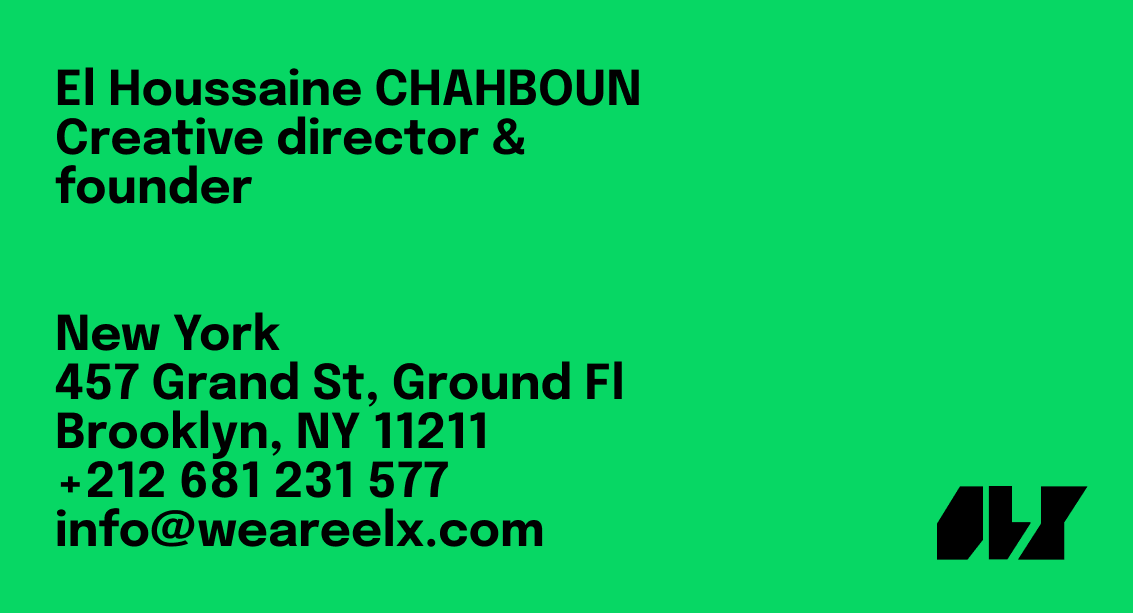 El Houssaine CHAHBOUN
Creative director &
founder
New York
457 Grand St, Ground Fl
Brooklyn, NY 11211
+212 681 231 577
info@weareelx.com